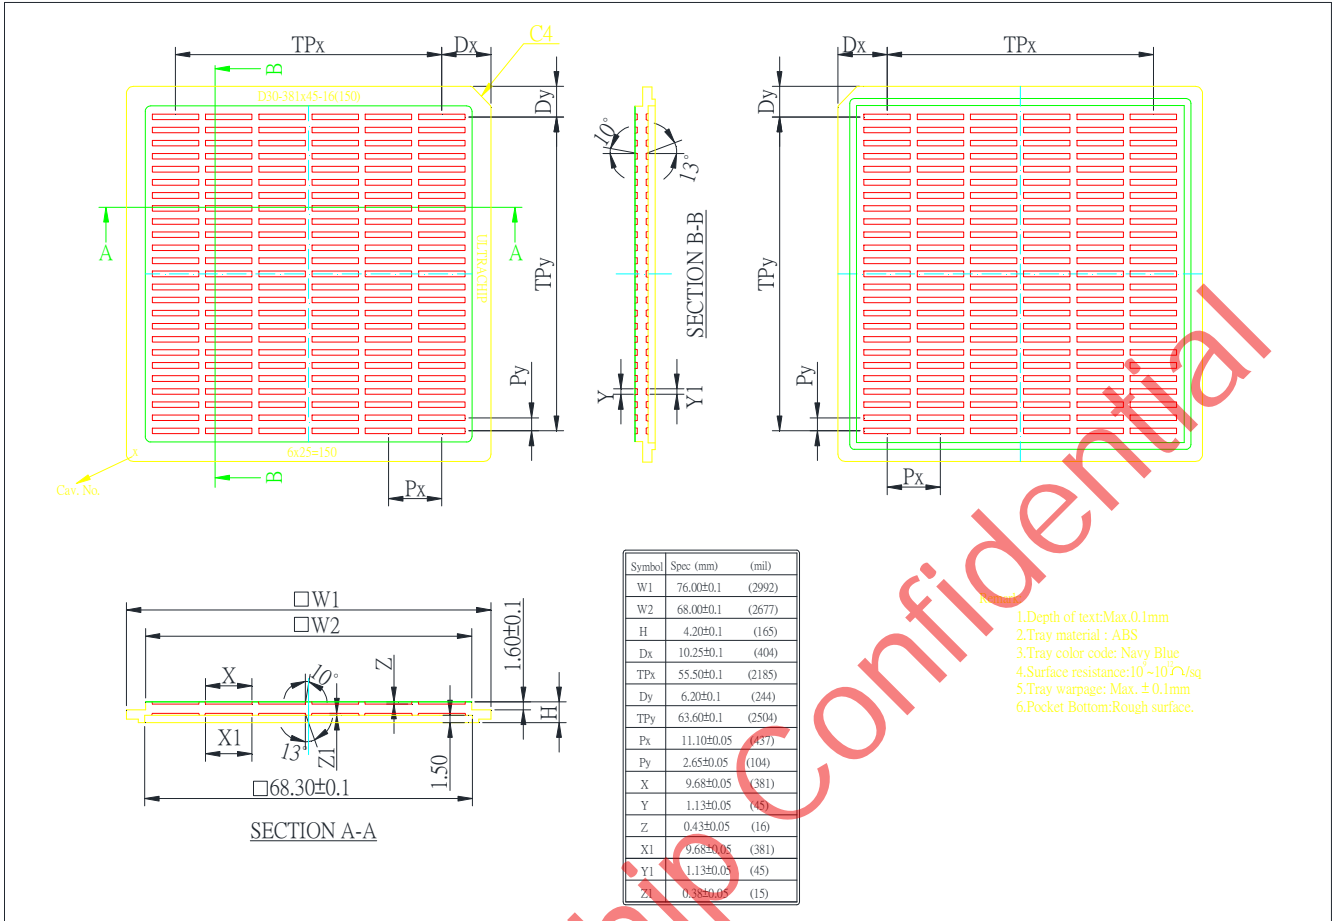 TPx
Dx
C4
B
D30-381x45-16(150)
Dy
A
A
ULTRACHIP
TPy
Py
6x25=150
Cav. No.
B
Px
10°
13°
SECTION B-B
Y
Y1
Dx
TPx
Dy
TPy
Py
Px
□W1
□W2
1.60±0.1
X
10°
Z
H
X1
13°
Z1
1.50
□68.30±0.1
SECTION A-A
Symbol Spec (mm) (mil)
W1 76.00±0.1 (2992)
W2 68.00±0.1 (2677)
H 4.20±0.1 (165)
Dx 10.25±0.1 (404)
TPx 55.50±0.1 (2185)
Dy 6.20±0.1 (244)
TPy 63.60±0.1 (2504)
Px 11.10±0.05 (437)
Py 2.65±0.05 (104)
X 9.68±0.05 (381)
Y 1.13±0.05 (45)
Z 0.43±0.05 (16)
X1 9.68±0.05 (381)
Y1 1.13±0.05 (45)
Z1 0.38±0.05 (15)
1.Depth of text:Max.0.1mm
2.Tray material : ABS
3.Tray color code: Navy Blue
4.Surface resistance:
5.Tray warpage: Max. ±0.1mm
6.Pocket Bottom:Rough surface.
hip Confidential